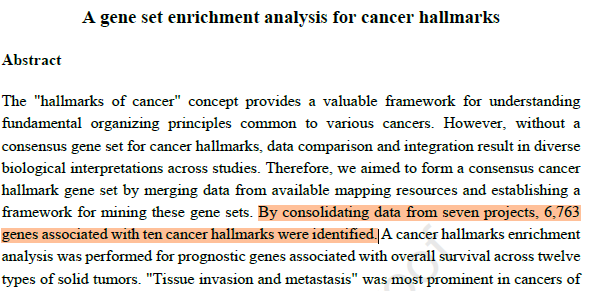 A gene set enrichment analysis for cancer hallmarks
Abstract
The "hallmarks of cancer" concept provides a valuable framework for understanding
fundamental organizing principles common to various cancers. However, without a
consensus gene set for cancer hallmarks, data comparison and integration result in diverse
biological interpretations across studies. Therefore, we aimed to form a consensus cancer
hallmark gene set by merging data from available mapping resources and establishing a
framework for mining these gene sets. By consolidating data from seven projects, 6,763
genes associated with ten cancer hallmarks were identified. A cancer hallmarks enrichment
analysis was performed for prognostic genes associated with overall survival across twelve
types of solid tumors. "Tissue invasion and metastasis" was most prominent in cancers of